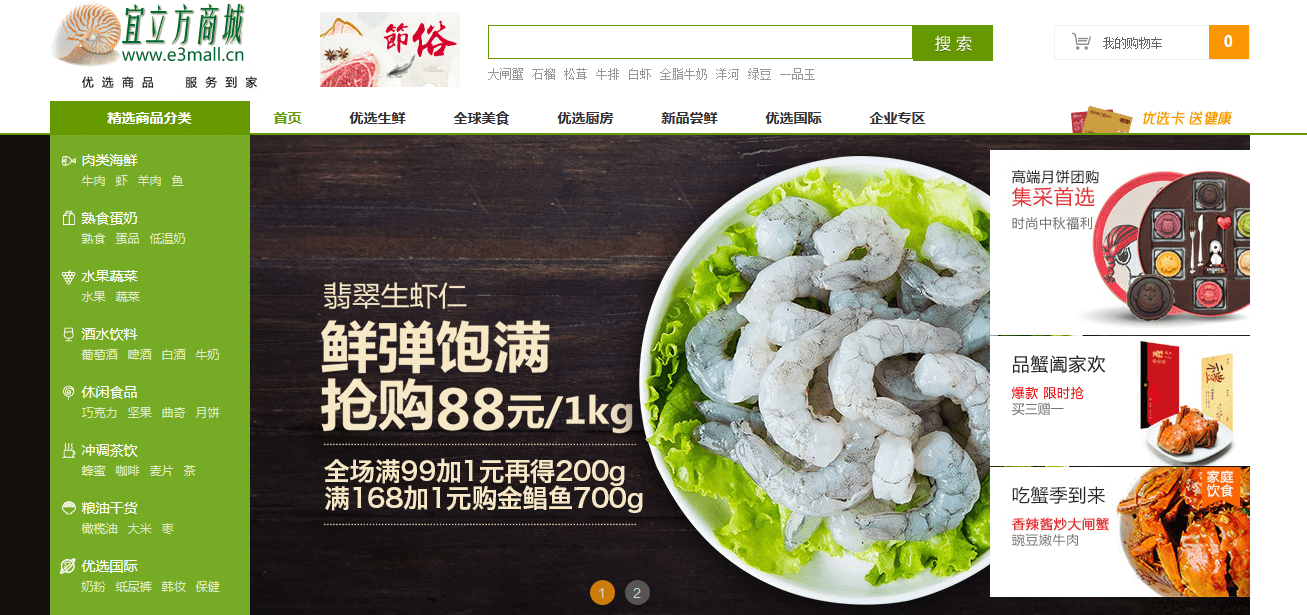 宜立方商城
www.e3mall.cn
优选商品 服务到家
節俗
搜 索
我的购物车
0
大闸蟹 石榴 松茸 牛排 白虾 全脂牛奶 洋河 绿豆 一品玉
精选商品分类
首页 优选生鲜 全球美食 优选厨房 新品尝鲜 优选国际 企业专区
优选卡 送健康
肉类海鲜
牛肉 虾 羊肉 鱼
熟食蛋奶
熟食 蛋品 低温奶
水果蔬菜
水果 蔬菜
酒水饮料
葡萄酒 啤酒 白酒 牛奶
休闲食品
巧克力 坚果 曲奇 月饼
冲调茶饮
蜂蜜 咖啡 麦片 茶
粮油干货
橄榄油 大米 枣
优选国际
奶粉 纸尿裤 韩妆 保健
翡翠生虾仁
鲜弹饱满
抢购88元/1kg
全场满99加1元再得200g
满168加1元购金鲳鱼700g
1 2
高端月饼团购
集采首选
时尚中秋福利
品蟹阖家欢
爆款 限时抢
买三赠一
禮
吃蟹季到来
香辣酱炒大闸蟹
豌豆嫩牛肉
家庭
饮食